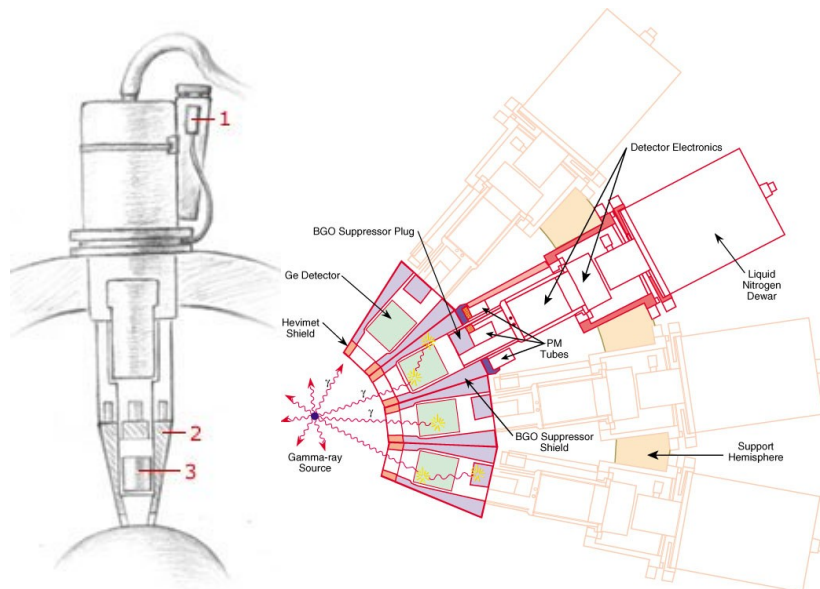 1
2
3
Detector Electronics
BGO Suppressor Plug
Ge Detector
Hevimet
Shield
Liquid
Nitrogen
Dewar
PM
Tubes
γ
γ
γ
Gamma-ray
Source
BGO Suppressor
Shield
Support
Hemisphere